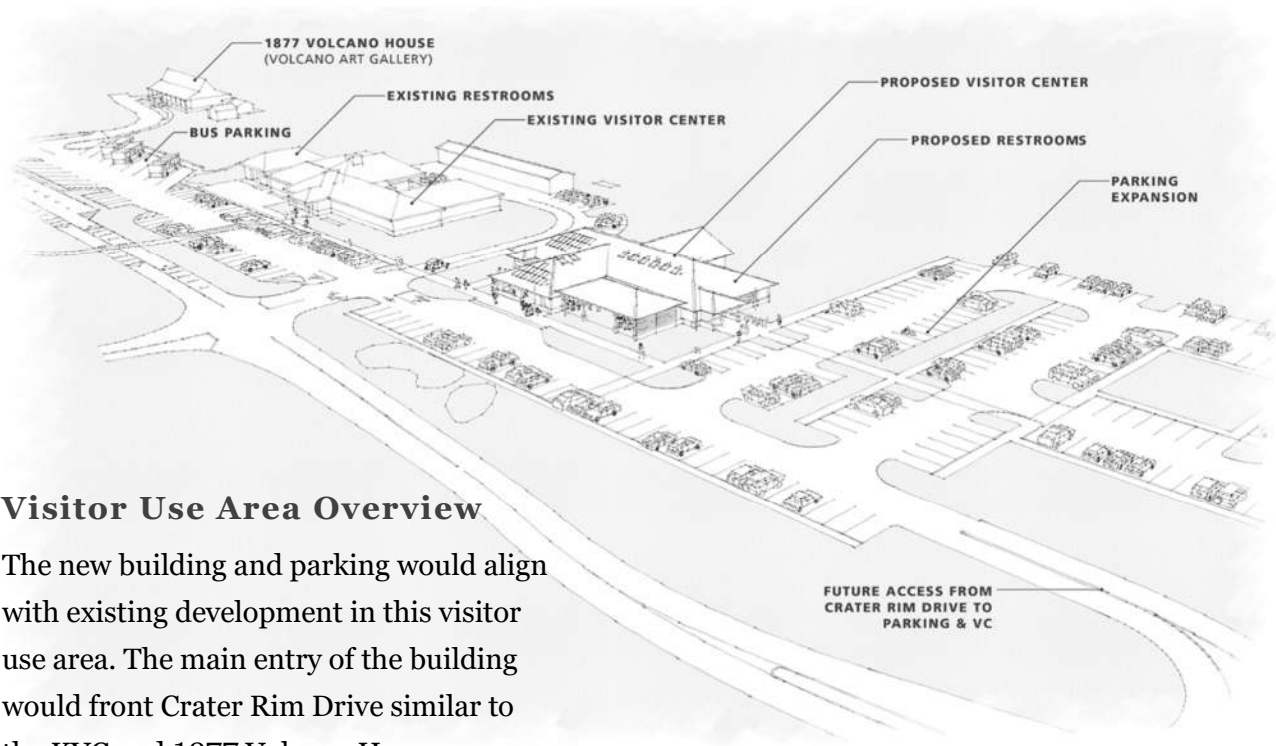 1877 VOLCANO HOUSE
(VOLCANO ART GALLERY)
EXISTING RESTROOMS
BUS PARKING
EXISTING VISITOR CENTER
PROPOSED VISITOR CENTER
PROPOSED RESTROOMS
PARKING
EXPANSION
Visitor Use Area Overview
The new building and parking would align
with existing development in this visitor
use area. The main entry of the building
would front Crater Rim Drive similar to
FUTURE ACCESS FROM
CRATER RIM DRIVE TO
PARKING & VC